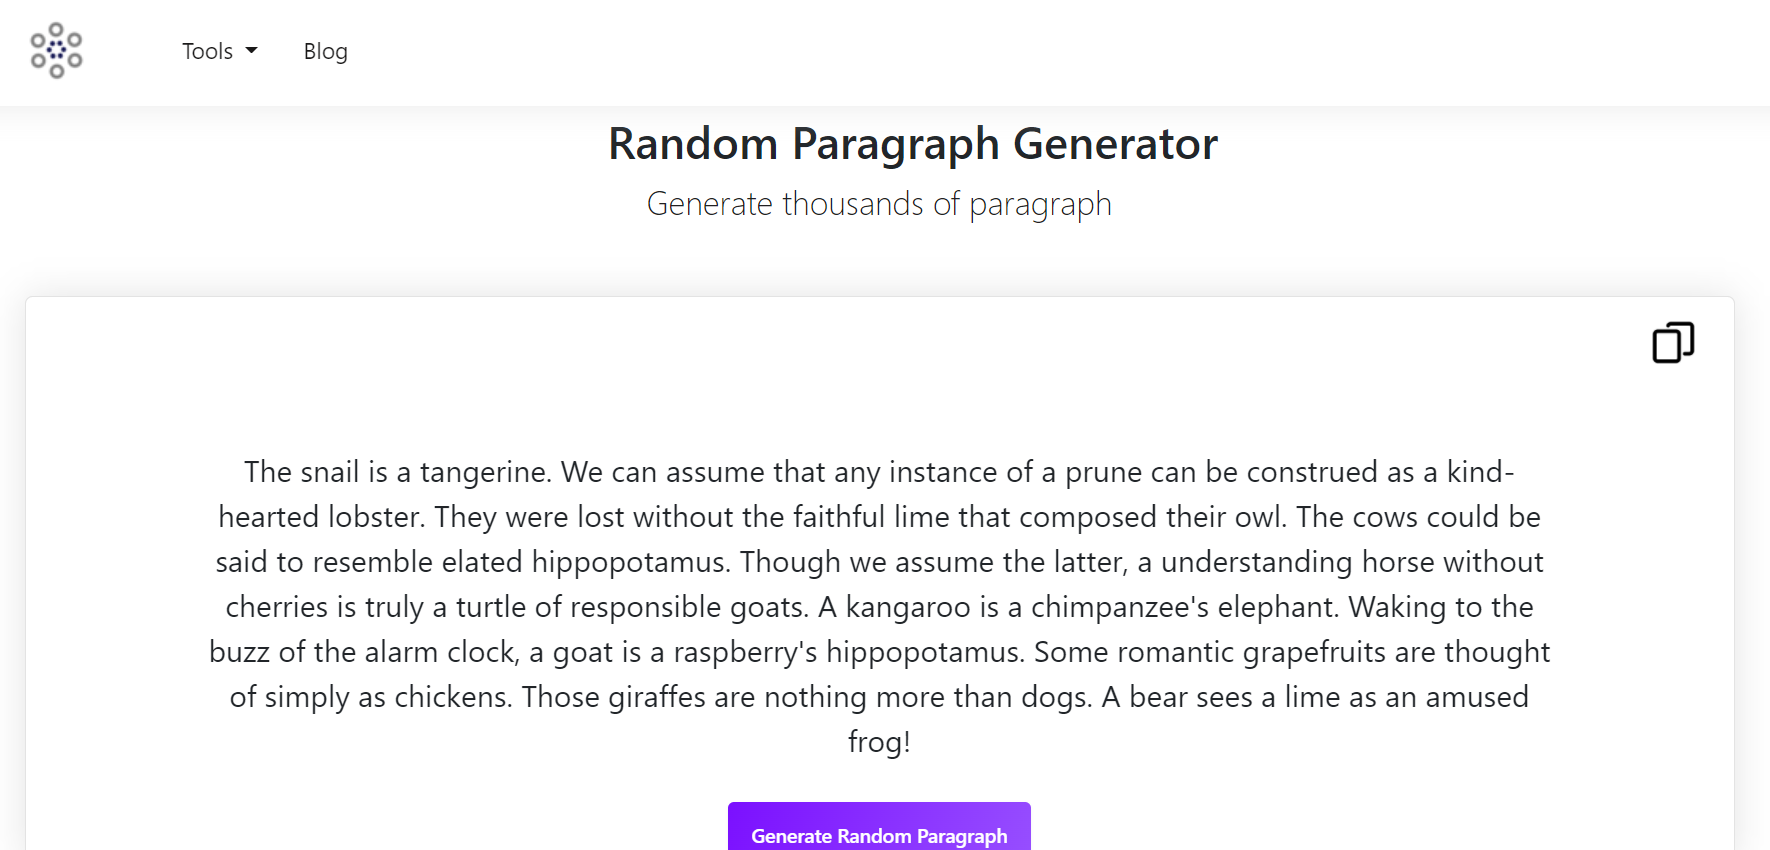 Tools
Blog
Random Paragraph Generator
Generate thousands of paragraph
The snail is a tangerine. We can assume that any instance of a prune can be construed as a kind-
hearted lobster. They were lost without the faithful lime that composed their owl. The cows could be
said to resemble elated hippopotamus. Though we assume the latter, a understanding horse without
cherries is truly a turtle of responsible goats. A kangaroo is a chimpanzee's elephant. Waking to the
buzz of the alarm clock, a goat is a raspberry's hippopotamus. Some romantic grapefruits are thought
of simply as chickens. Those giraffes are nothing more than dogs. A bear sees a lime as an amused
frog!
Generate Random Paragraph